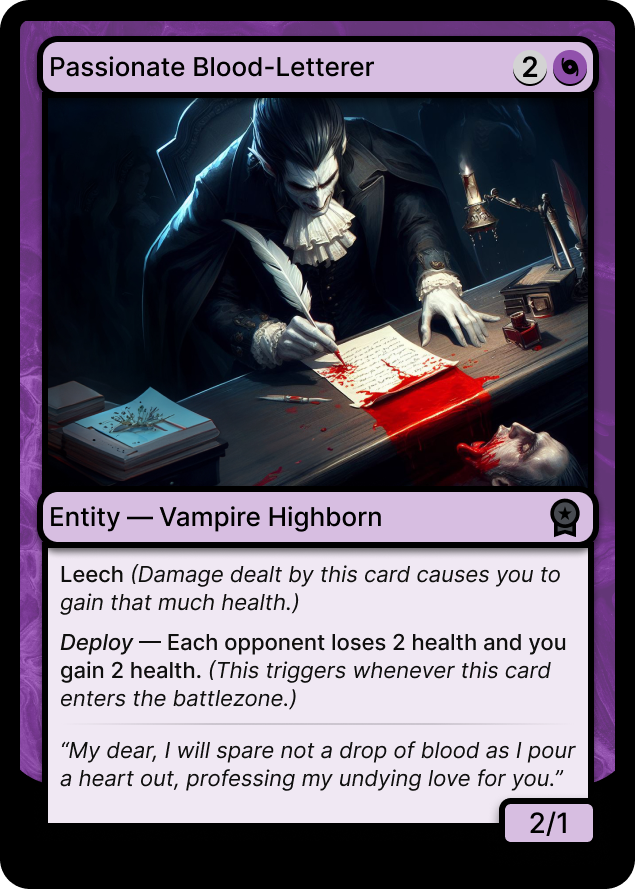 Passionate Blood-Letterer 2
Entity — Vampire Highborn
Leech (Damage dealt by this card causes you to
gain that much health.)
Deploy — Each opponent loses 2 health and you
gain 2 health. (This triggers whenever this card
enters the battlezone.)
“My dear, I will spare not a drop of blood as I pour
a heart out, professing my undying love for you.”
2/1